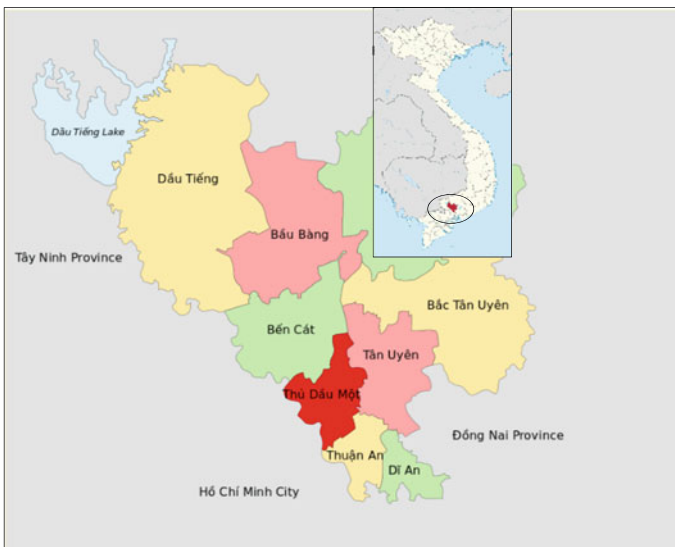 Dầu Tiếng Lake
Dầu Tiếng
Bầu Bàng
Tây Ninh Province
Bắc Tân Uyên
Bến Cát
Tân Uyên
Thủ Dầu Một
Đồng Nai Province
Thuận An
Dĩ An
Hồ Chí Minh City